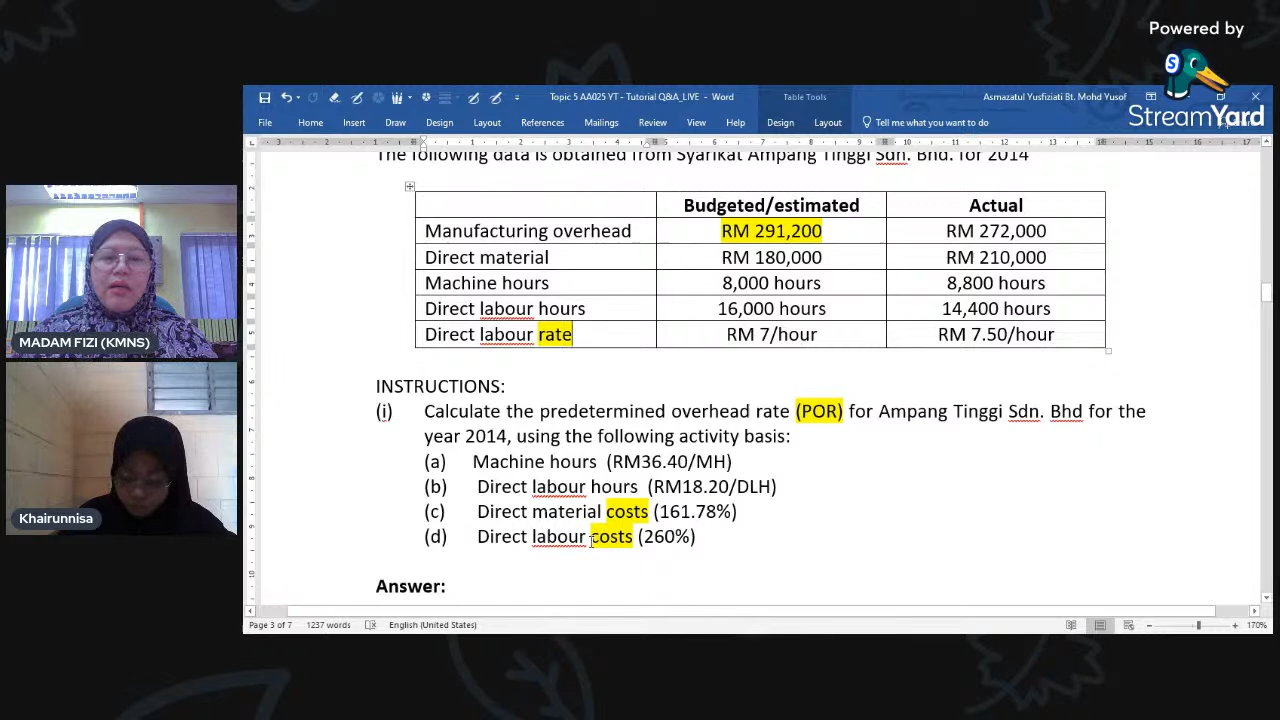 Powered by
StreamYard
Topic 5 AA025 YT - Tutorial Q&A_LIVE - Word
Table Tools
Asmazatul Yusfiziati Bt. Mohd Yusof
File Home Insert Draw Design Layout References Mailings Review View Help Design Layout Tell me what you want to do
The following data is obtained from Syarikat Ampang Tinggi Sdn. Bhd. for 2014
Budgeted/estimated Actual
Manufacturing overhead RM 291,200 RM 272,000
Direct material RM 180,000 RM 210,000
Machine hours 8,000 hours 8,800 hours
Direct labour hours 16,000 hours 14,400 hours
Direct labour rate RM 7/hour RM 7.50/hour
INSTRUCTIONS:
(i) Calculate the predetermined overhead rate (POR) for Ampang Tinggi Sdn. Bhd for the
year 2014, using the following activity basis:
(a) Machine hours (RM36.40/MH)
(b) Direct labour hours (RM18.20/DLH)
(c) Direct material costs (161.78%)
(d) Direct labour costs (260%)
Answer:
Page 3 of 7 1237 words English (United States) 170%
MADAM FIZI (KMNS)
Khairunnisa